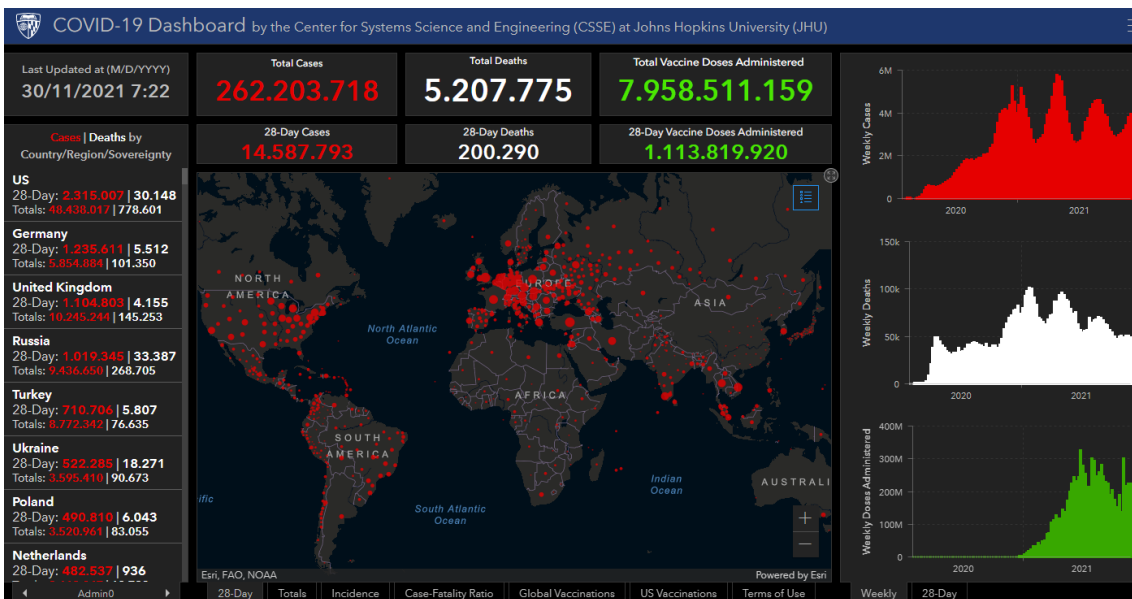 COVID-19 Dashboard by the Center for Systems Science and Engineering (CSSE) at Johns Hopkins University (JHU)
Last Updated at (M/D/YYYY)
30/11/2021 7:22
Cases | Deaths by
Country/Region/Sovereignty
US
28-Day: 2.315.007 | 30.148
Totals: 48.438.017 | 778.601
Germany
28-Day: 1.235.611 | 5.512
Totals: 5.854.884 | 101.350
United Kingdom
28-Day: 1.104.803 | 4.155
Totals: 10.245.244 | 145.253
Russia
28-Day: 1.019.345 | 33.387
Totals: 9.436.650 | 268.705
Turkey
28-Day: 710.706 | 5.807
Totals: 8.772.342 | 76.635
Ukraine
28-Day: 522.285 | 18.271
Totals: 3.595.410 | 90.673
Poland
28-Day: 490.810 | 6.043
Totals: 3.520.961 | 83.055
Netherlands
28-Day: 482.537 | 936
Admin0
Total Cases
262.203.718
Total Deaths
5.207.775
Total Vaccine Doses Administered
7.958.511.159
28-Day Cases
14.587.793
28-Day Deaths
200.290
28-Day Vaccine Doses Administered
1.113.819.920
NORTH
AMERICA
EUROPE
ASIA
North Atlantic
Ocean
AFRICA
SOUTH
AMERICA
Indian
Ocean
AUSTRALI
ific
South Atlantic
Ocean
Esri, FAO, NOAA
Powered by Esri
28-Day
Totals
Incidence
Case-Fatality Ratio
Global Vaccinations
US Vaccinations
Terms of Use
Weekly Cases
6M
4M
2M
0
2020
2021
Weekly Deaths
150k
100k
50k
0
2020
2021
Weekly Doses Administered
400M
300M
200M
100M
0
2020
2021
Weekly
28-Day